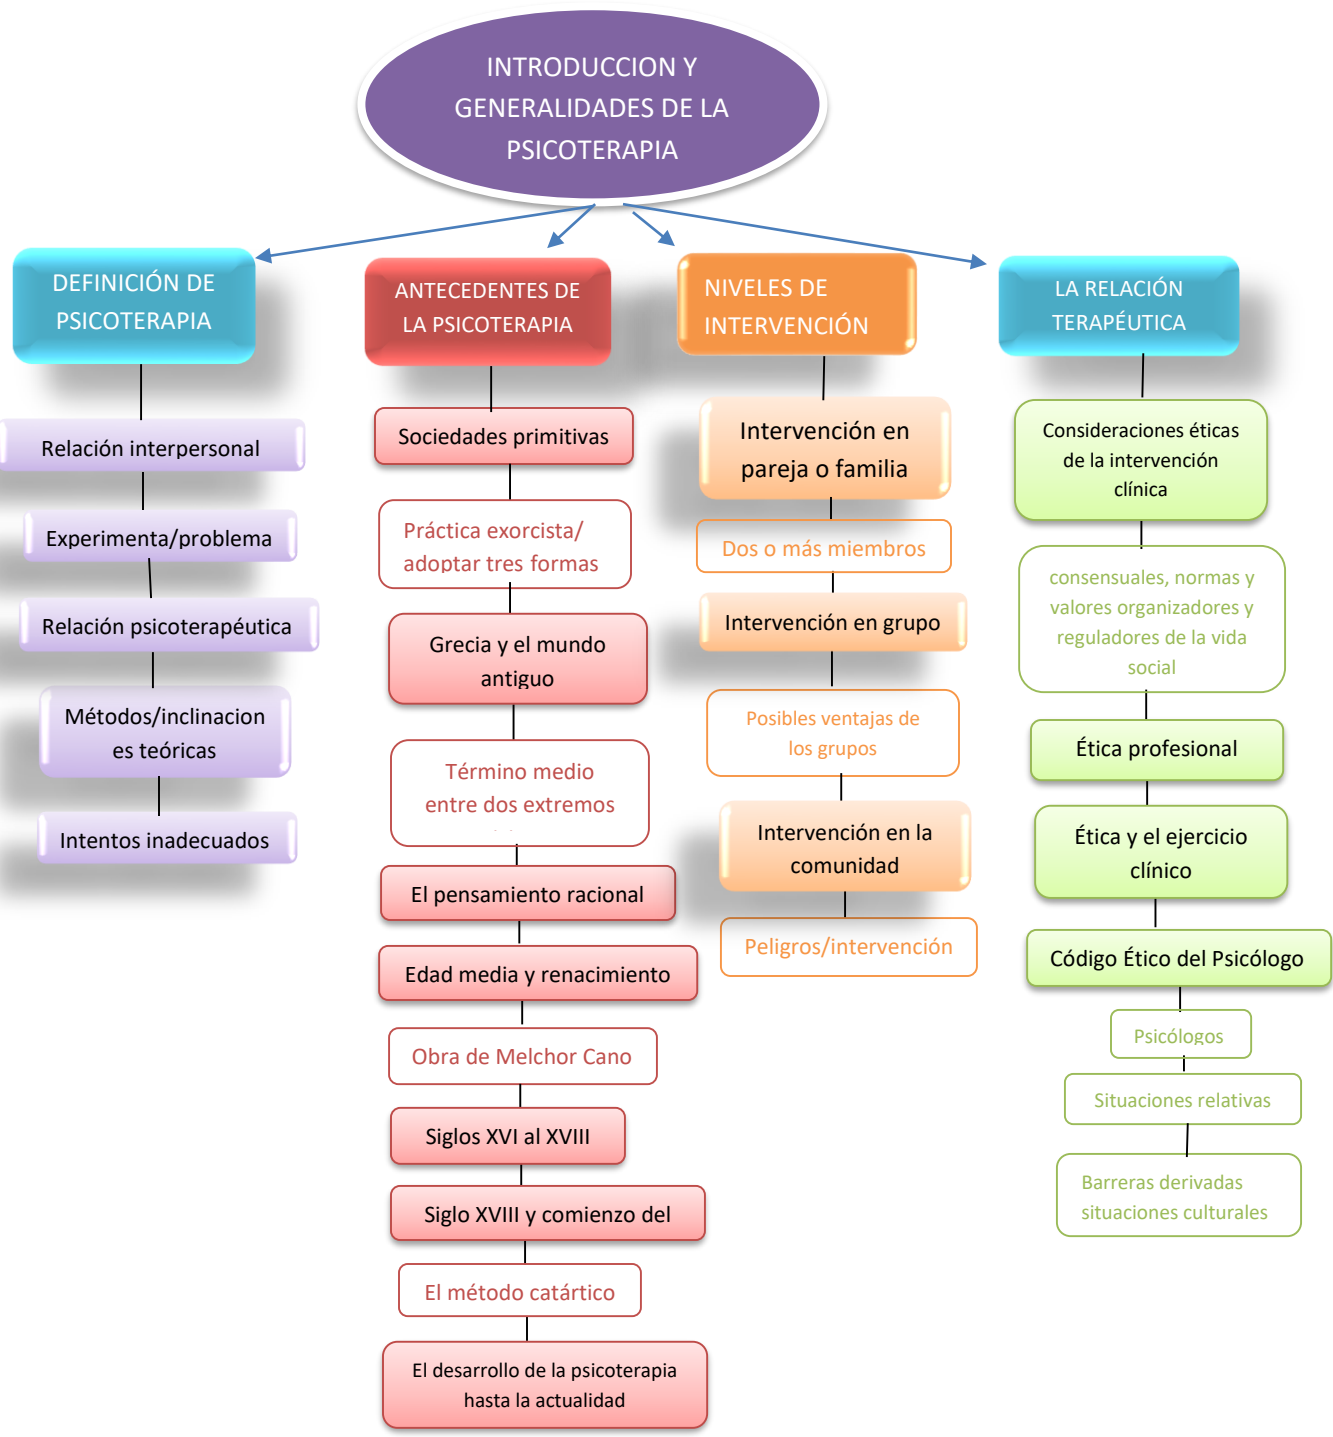 INTRODUCCION Y
GENERALIDADES DE LA
PSICOTERAPIA
DEFINICIÓN DE
PSICOTERAPIA
Relación interpersonal
Experimenta/problema
Relación psicoterapéutica
Métodos/inclinacion
es teóricas
Intentos inadecuados
ANTECEDENTES DE
LA PSICOTERAPIA
Sociedades primitivas
Práctica exorcista/
adoptar tres formas
Grecia y el mundo
antiguo
Término medio
entre dos extremos
El pensamiento racional
Edad media y renacimiento
Obra de Melchor Cano
Siglos XVI al XVIII
Siglo XVIII y comienzo del
El método catártico
El desarrollo de la psicoterapia
hasta la actualidad
NIVELES DE
INTERVENCIÓN
Intervención en
pareja o familia
Dos o más miembros
Intervención en grupo
Posibles ventajas de
los grupos
Intervención en la
comunidad
Peligros/intervención
LA RELACIÓN
TERAPÉUTICA
Consideraciones éticas
de la intervención
clínica
consensuales, normas y
valores organizadores y
reguladores de la vida
social
Ética profesional
Ética y el ejercicio
clínico
Código Ético del Psicólogo
Psicólogos
Situaciones relativas
Barreras derivadas
situaciones culturales